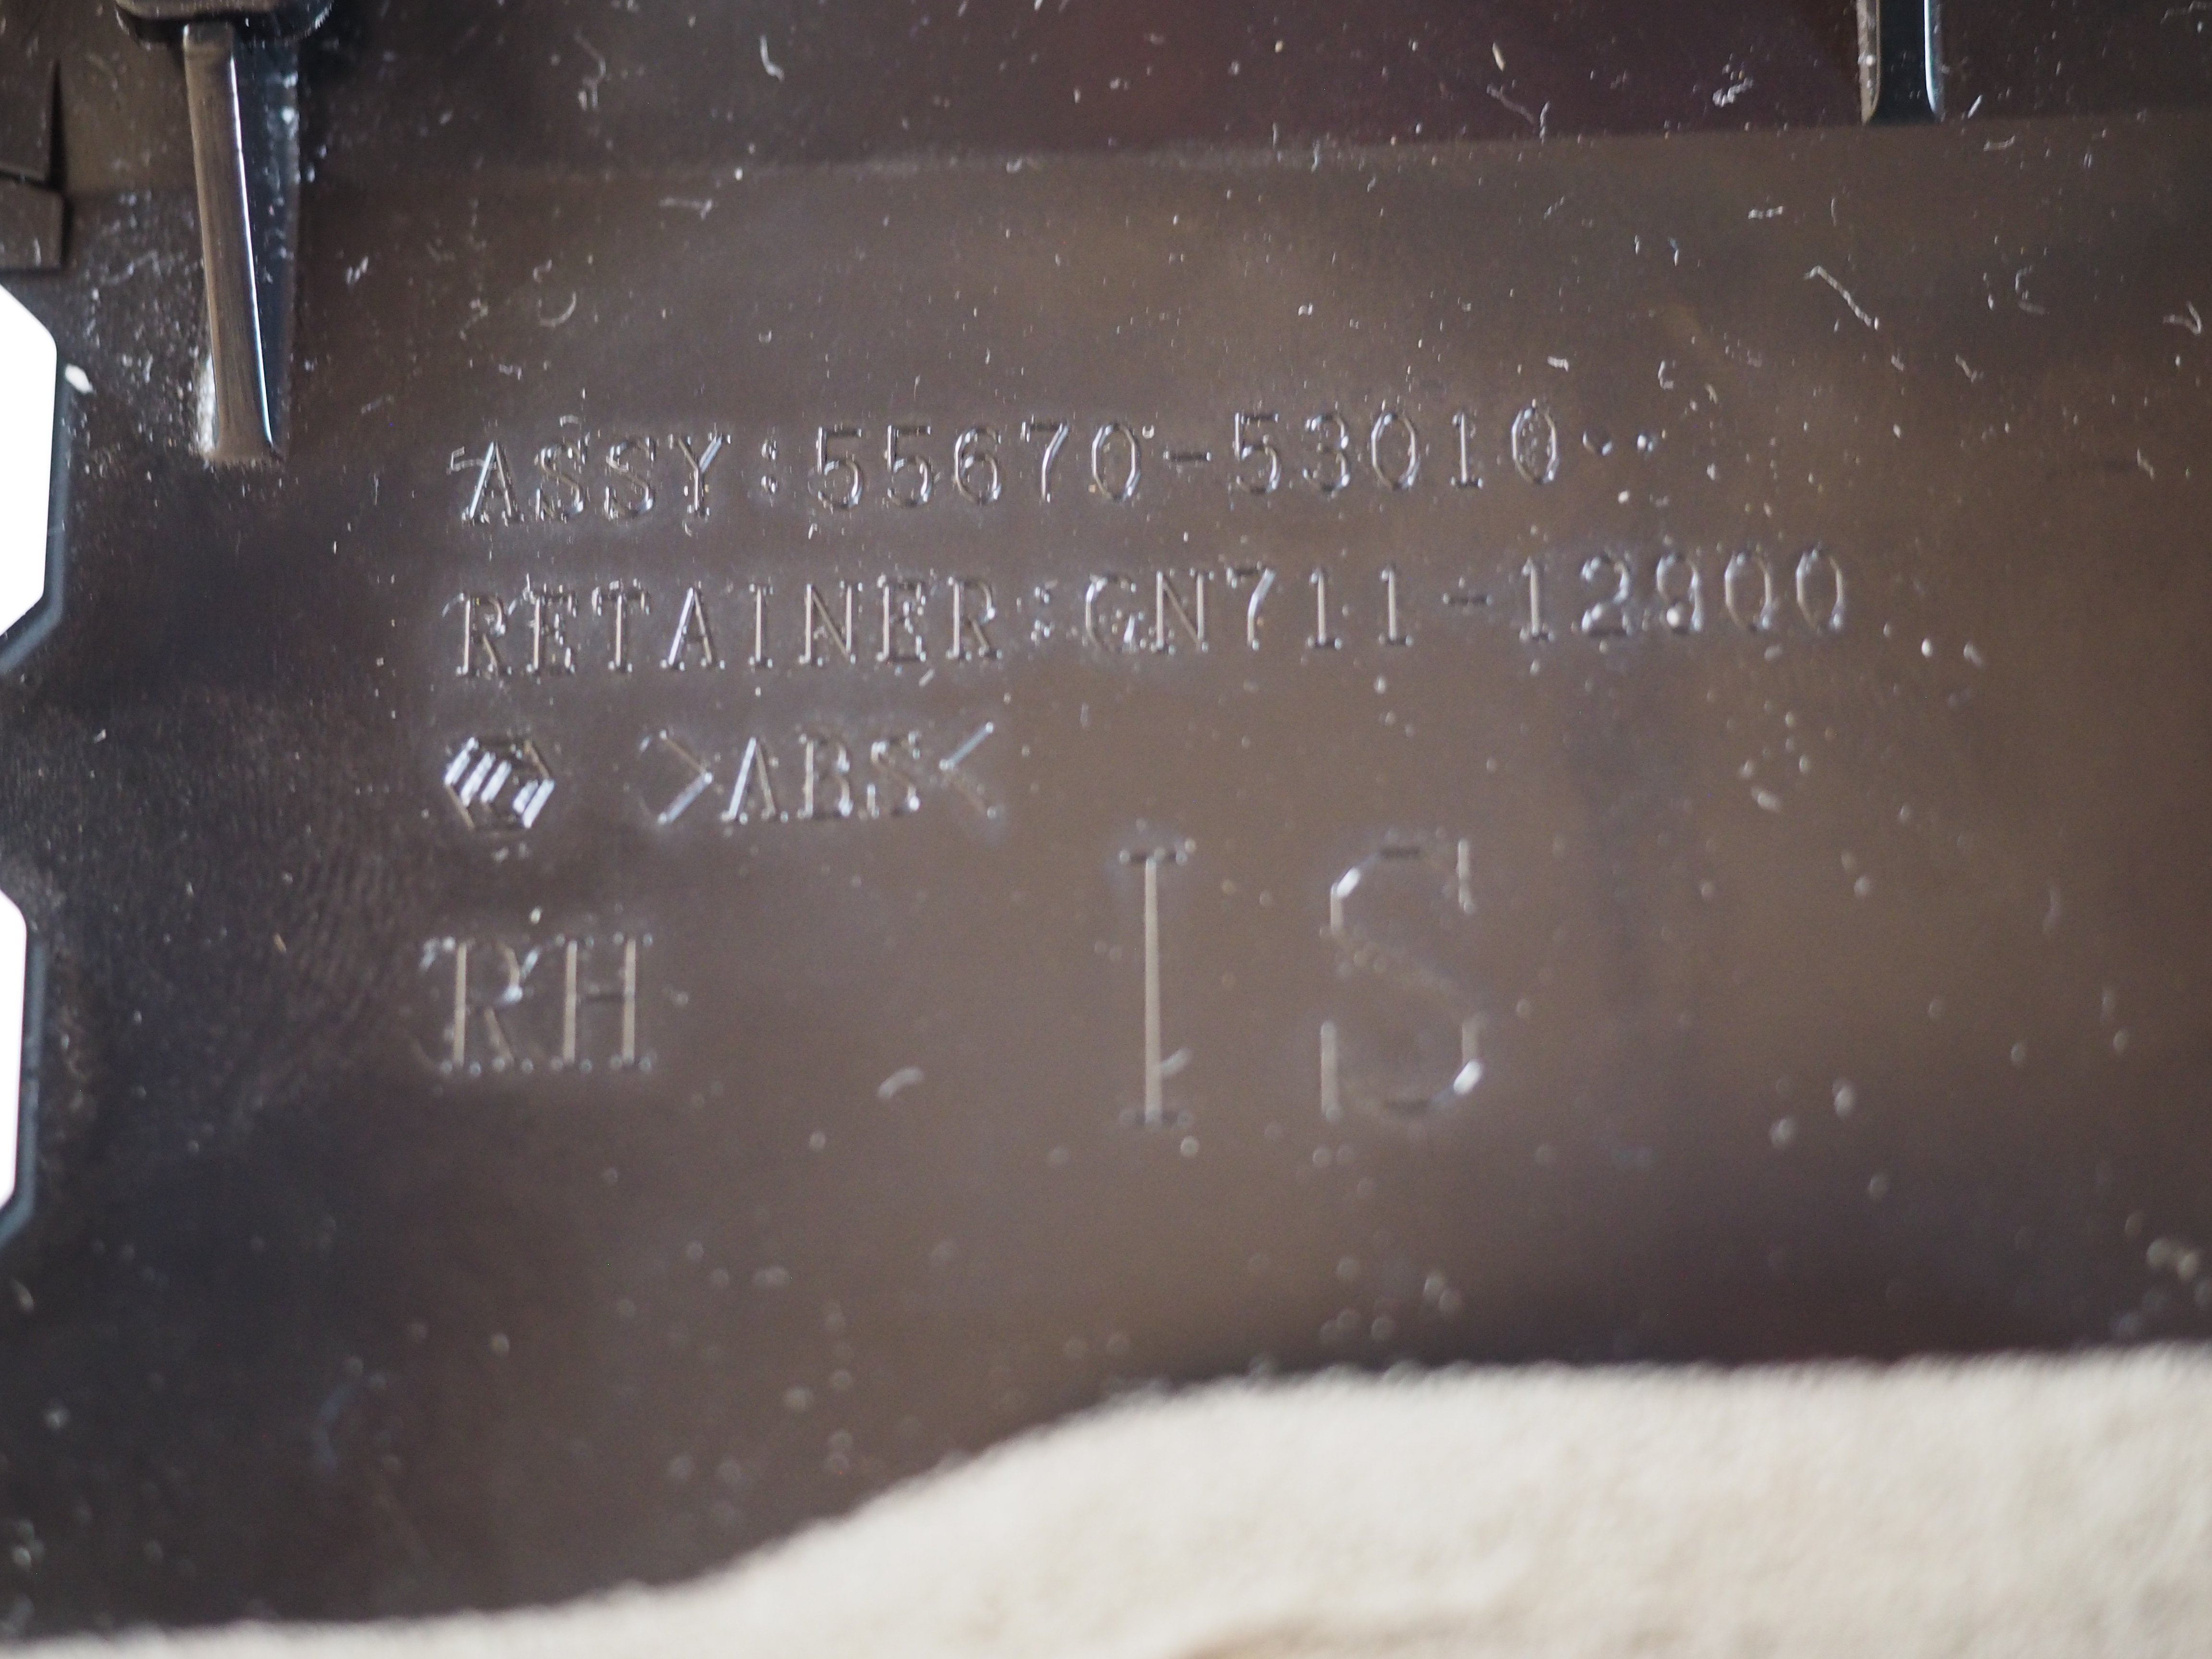 ASSY:55670-53010··
RETAINER:GN711-12900
>ABS<
RH IS